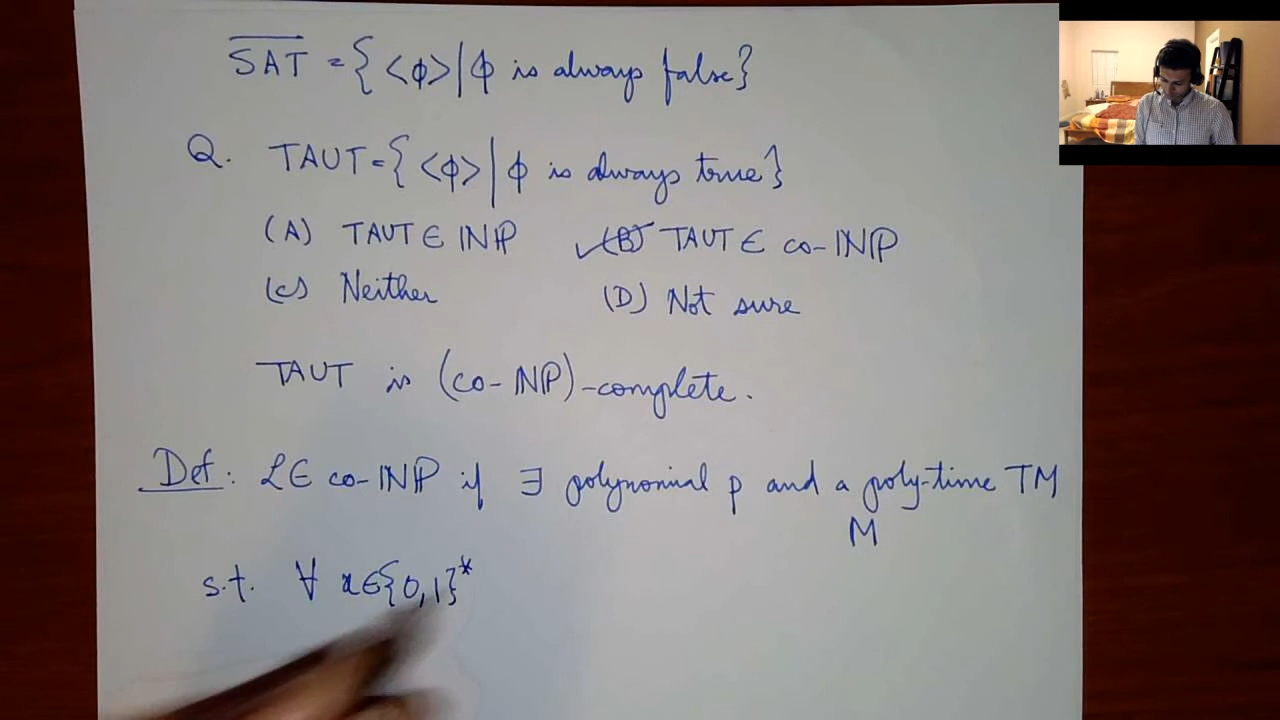 $\overline{SAT}$ = {<ϕ> | ϕ is always false}
Q. TAUT = {<ϕ> | ϕ is always true}
(A) TAUT ∈ ℕℙ ✓(B) TAUT ∈ co-ℕℙ
(C) Neither (D) Not sure
TAUT is (co-ℕℙ)-complete.
Def: L ∈ co-ℕℙ if ∃ polynomial p and a poly-time TM
M
s.t. ∀ x∈{0,1}*